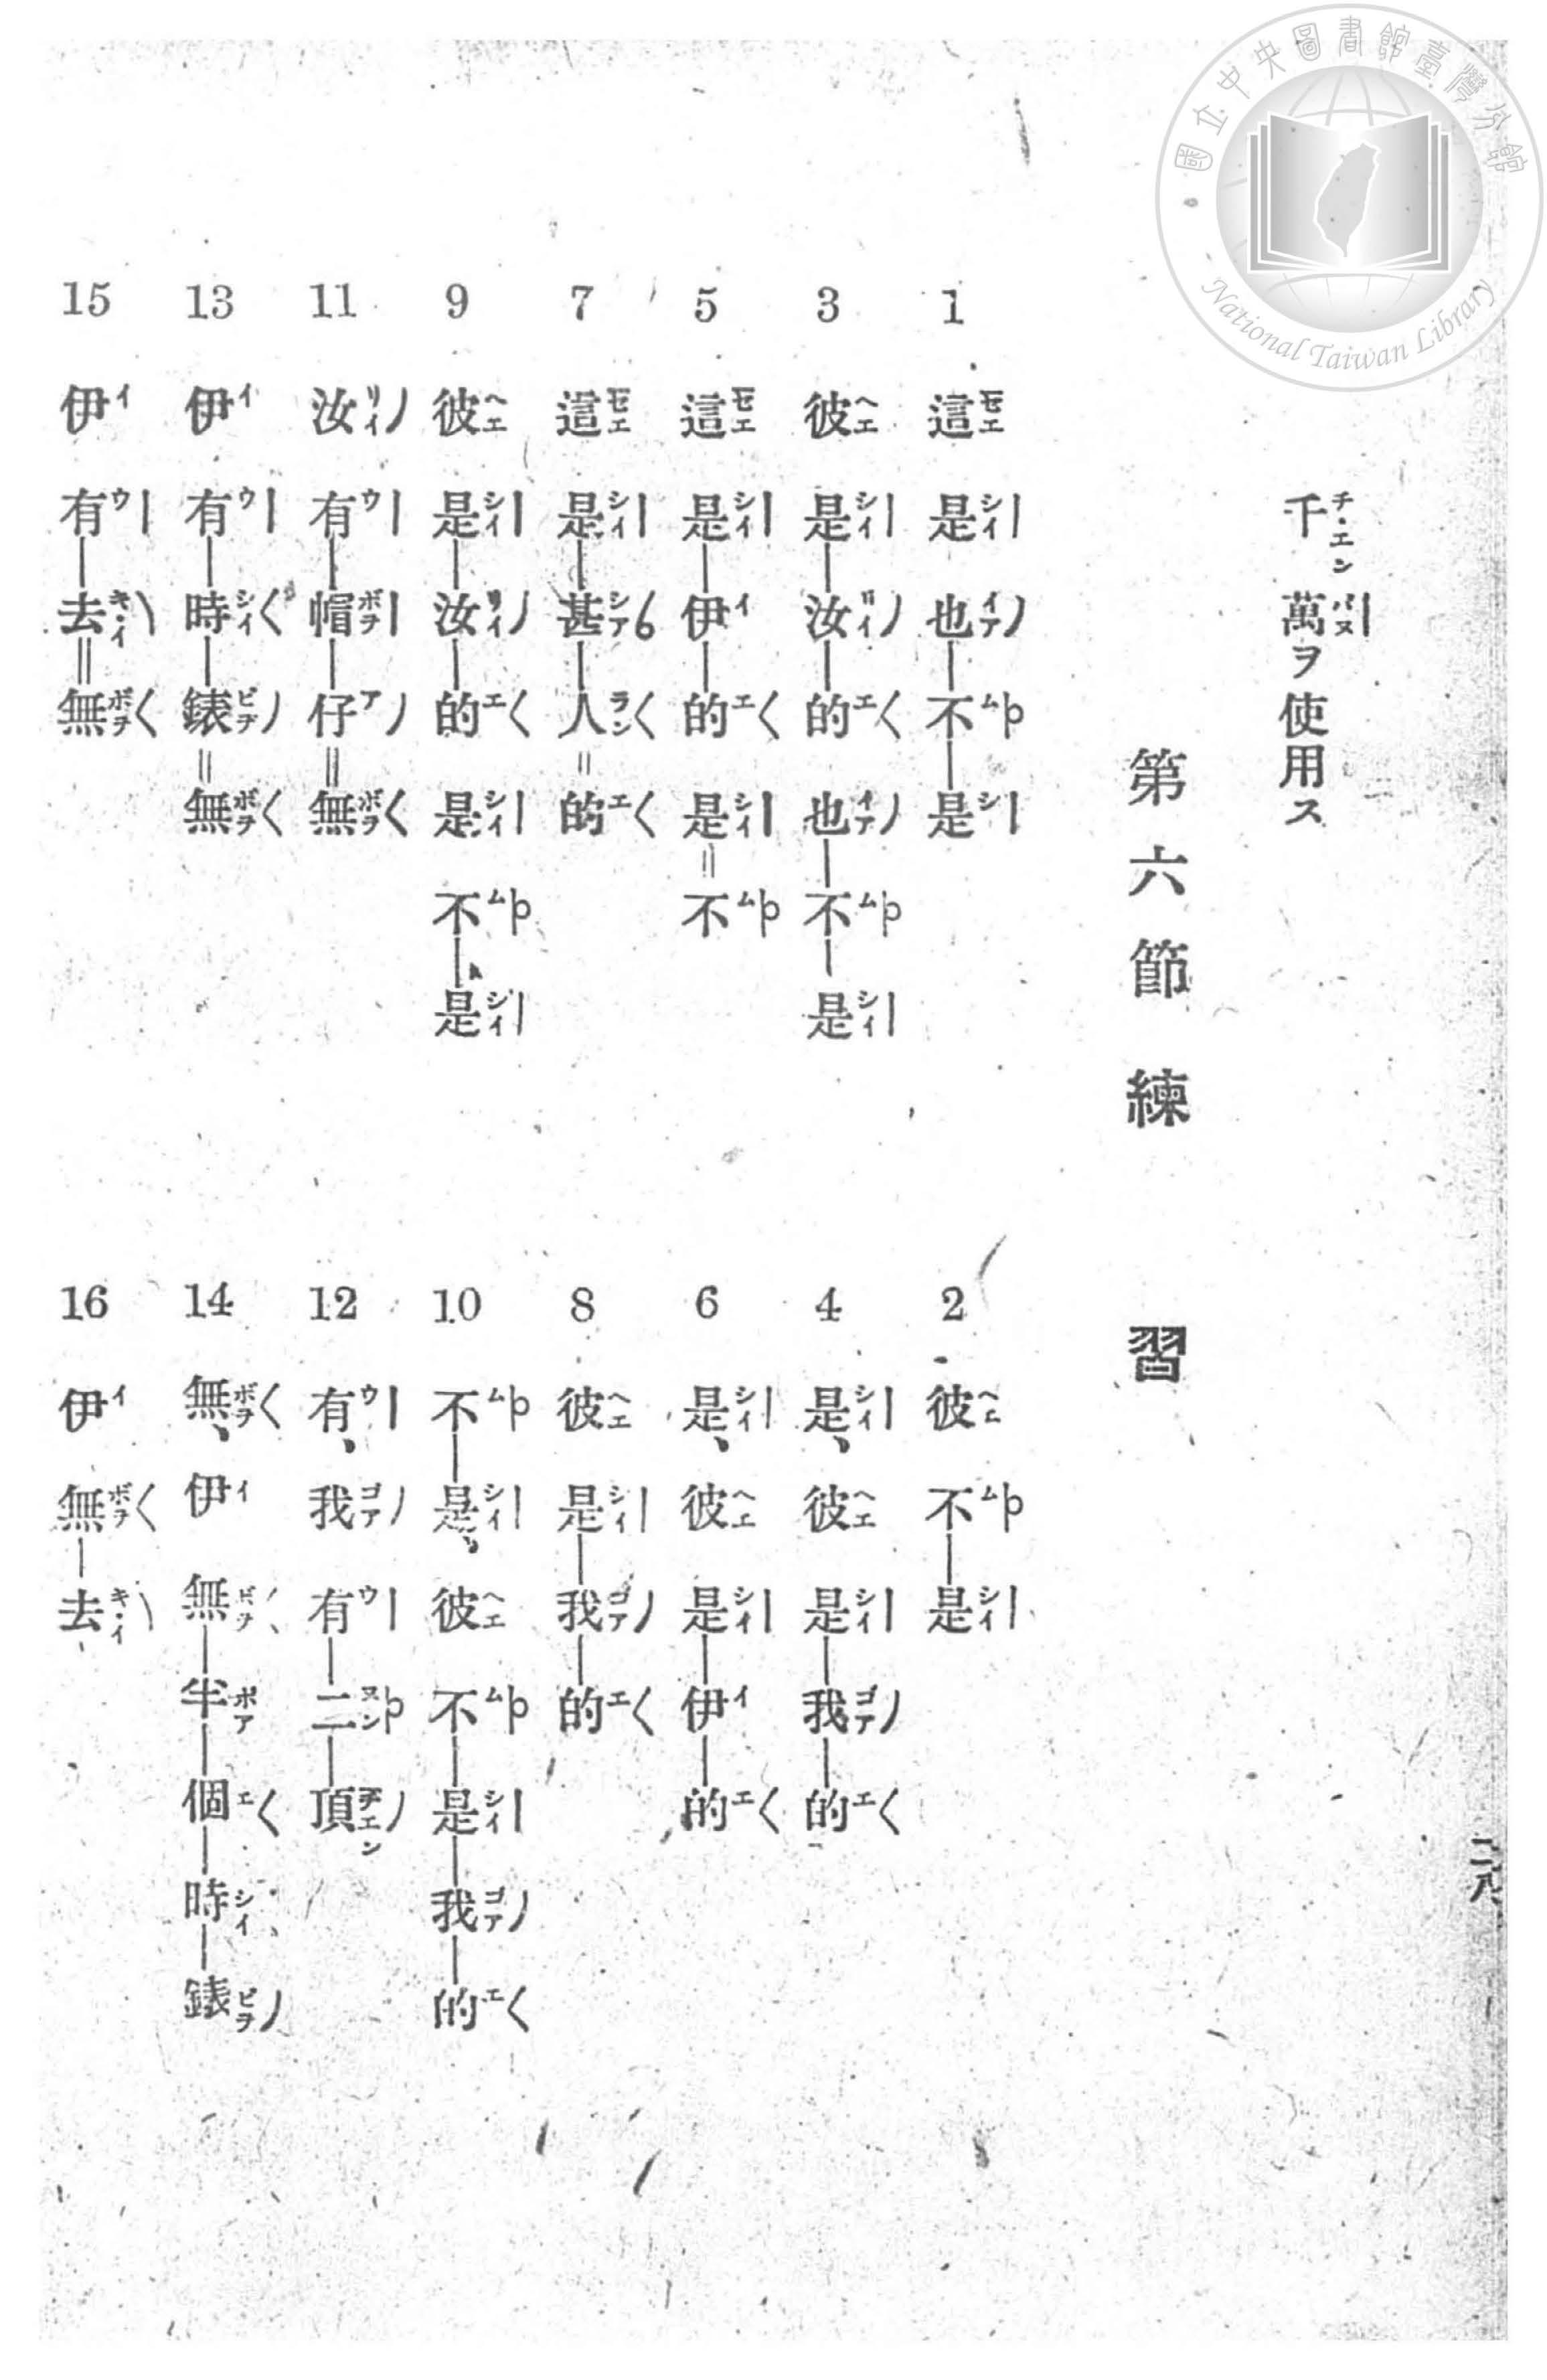 千萬ヲ使用ス
第六節 練習
1 這 是 也―不―是
2 彼 不―是
3 彼 是―汝―的 也―不―是
4 是、彼 是―我―的
5 這 是―伊―的 是=不
6 是、彼 是―伊―的
7 這 是―甚―人=的
8 彼 是―我―的
9 彼 是―汝―的 是 不―是
10 不―是、彼 不―是―我―的
11 汝 有―帽―仔=無
12 有、我 有―二―頂
13 伊 有―時―錶=無
14 無、伊 無―半―個―時―錶
15 伊 有―去=無
16 伊 無―去
二八
國立中央圖書館臺灣分館
National Taiwan Library